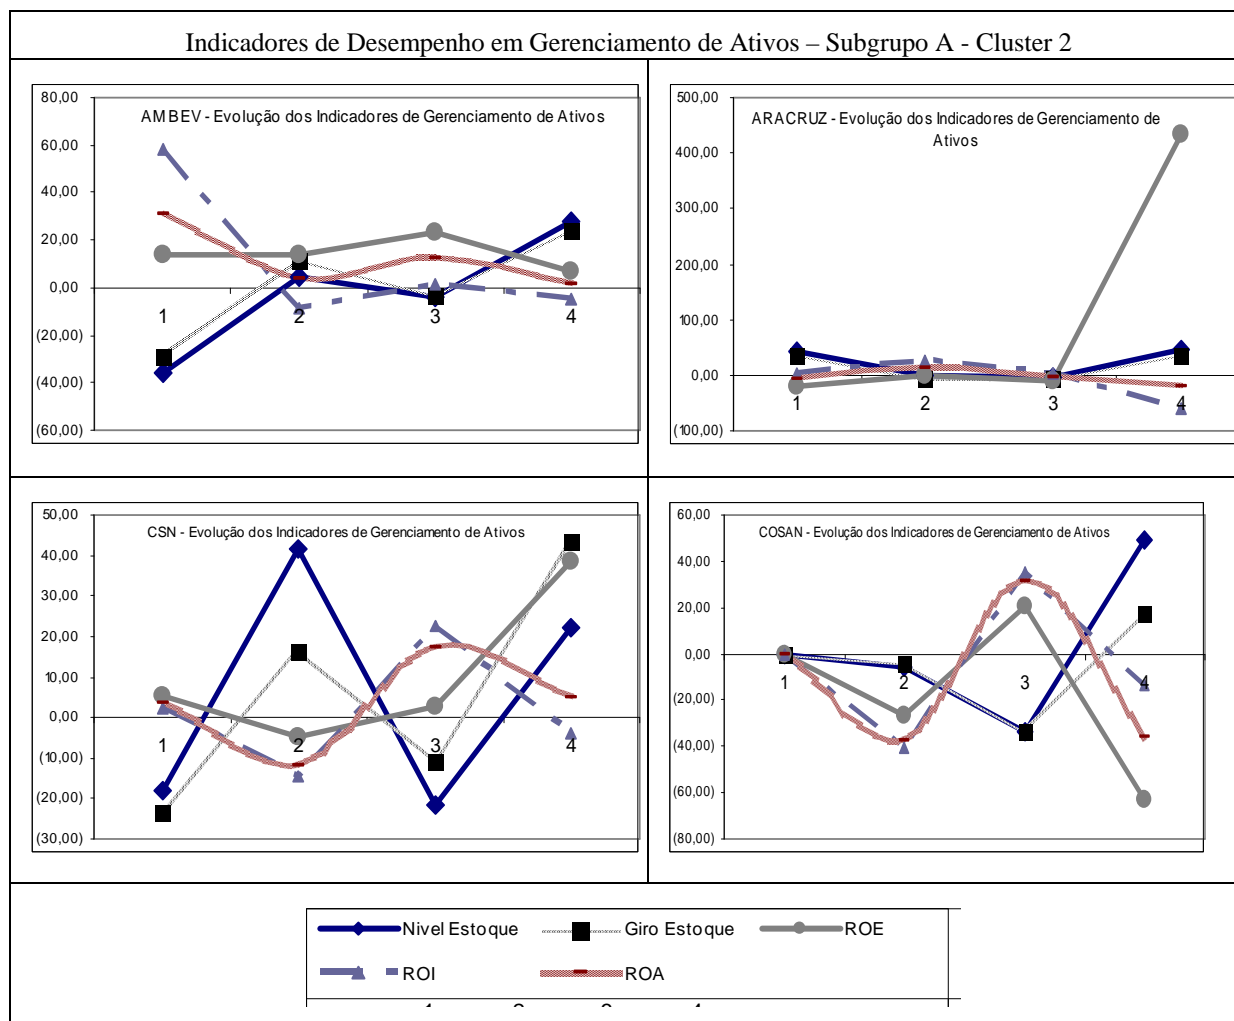 Indicadores de Desempenho em Gerenciamento de Ativos – Subgrupo A - Cluster 2
AMBEV - Evolução dos Indicadores de Gerenciamento de Ativos
80,00
60,00
40,00
20,00
0,00
(20,00)
(40,00)
(60,00)
1 2 3 4
ARACRUZ - Evolução dos Indicadores de Gerenciamento de
Ativos
500,00
400,00
300,00
200,00
100,00
0,00
(100,00)
1 2 3 4
CSN - Evolução dos Indicadores de Gerenciamento de Ativos
50,00
40,00
30,00
20,00
10,00
0,00
(10,00)
(20,00)
(30,00)
1 2 3 4
COSAN - Evolução dos Indicadores de Gerenciamento de Ativos
60,00
40,00
20,00
0,00
(20,00)
(40,00)
(60,00)
(80,00)
1 2 3 4
Nivel Estoque Giro Estoque ROE
ROI ROA